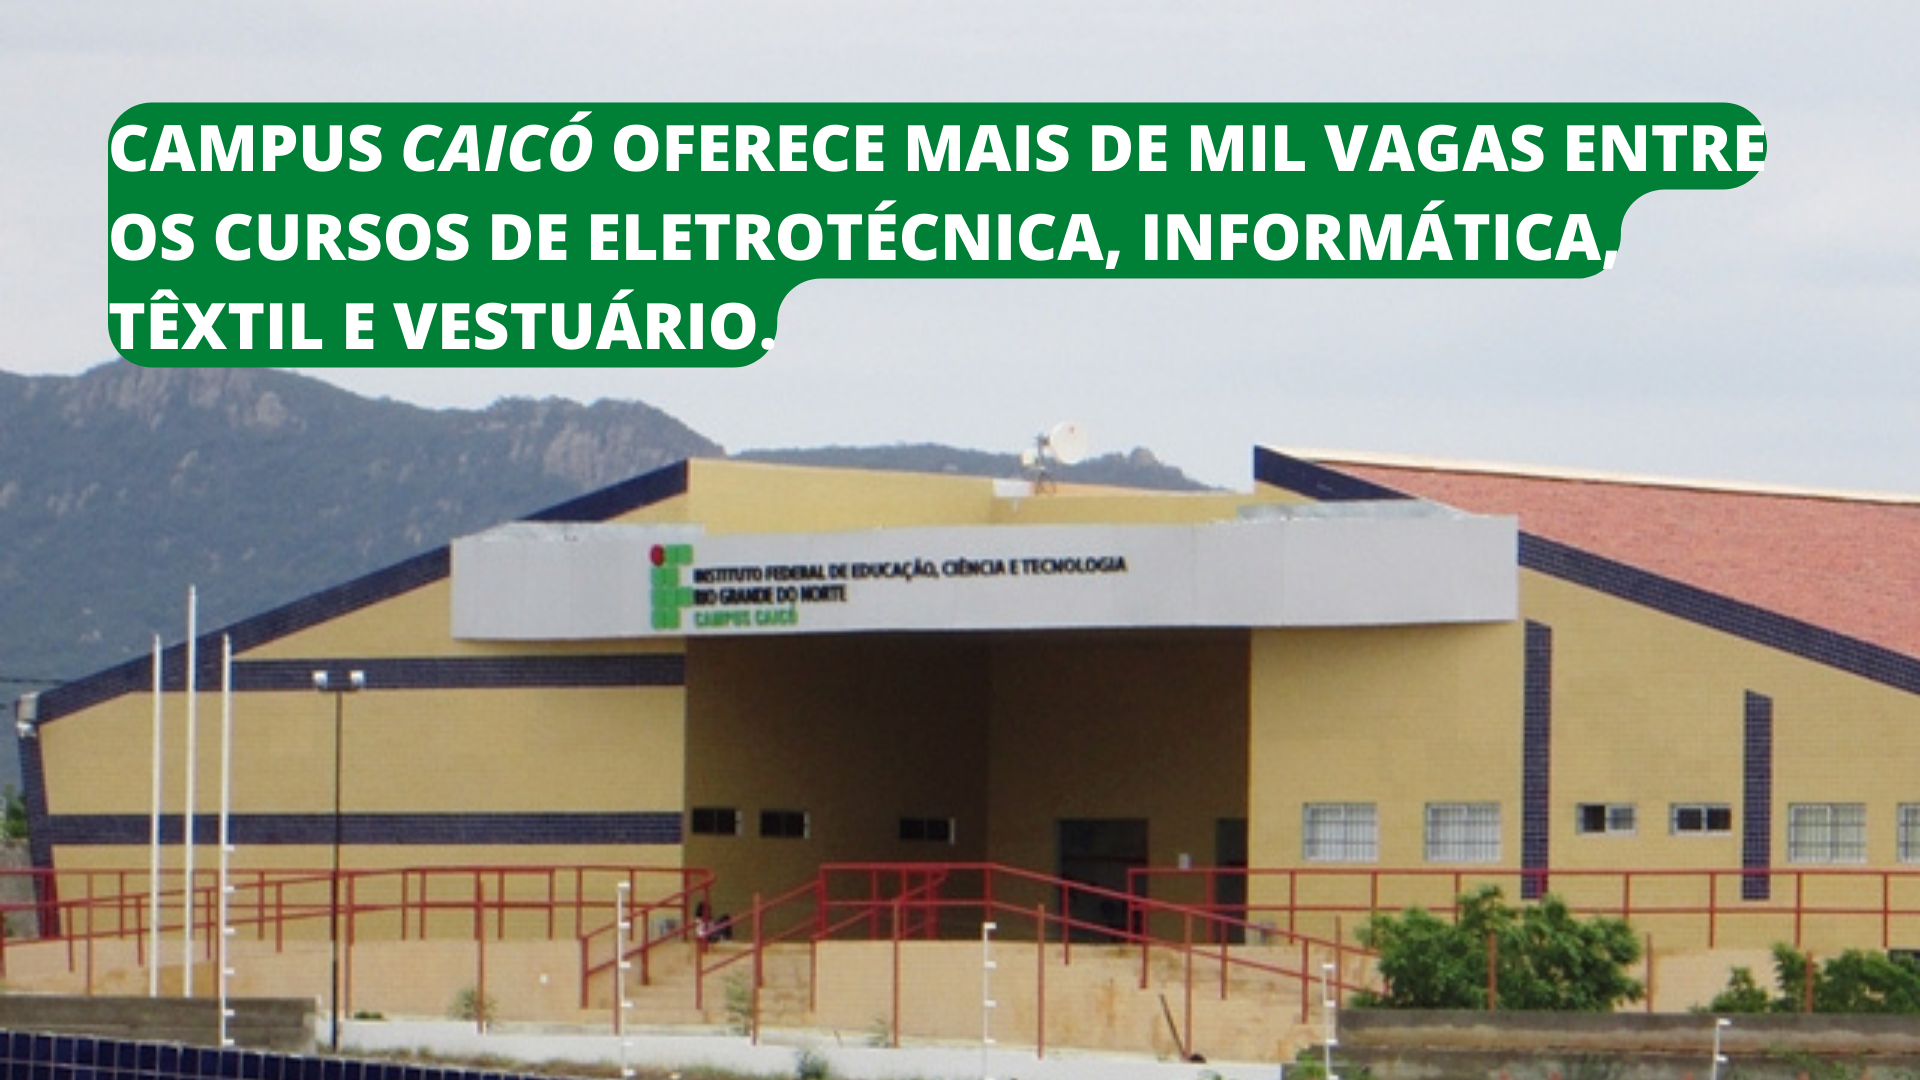 CAMPUS CAICÓ OFERECE MAIS DE MIL VAGAS ENTRE
OS CURSOS DE ELETROTÉCNICA, INFORMÁTICA,
TÊXTIL E VESTUÁRIO.
INSTITUTO FEDERAL DE EDUCAÇÃO, CIÊNCIA E TECNOLOGIA
RIO GRANDE DO NORTE
CAMPUS CAICÓ